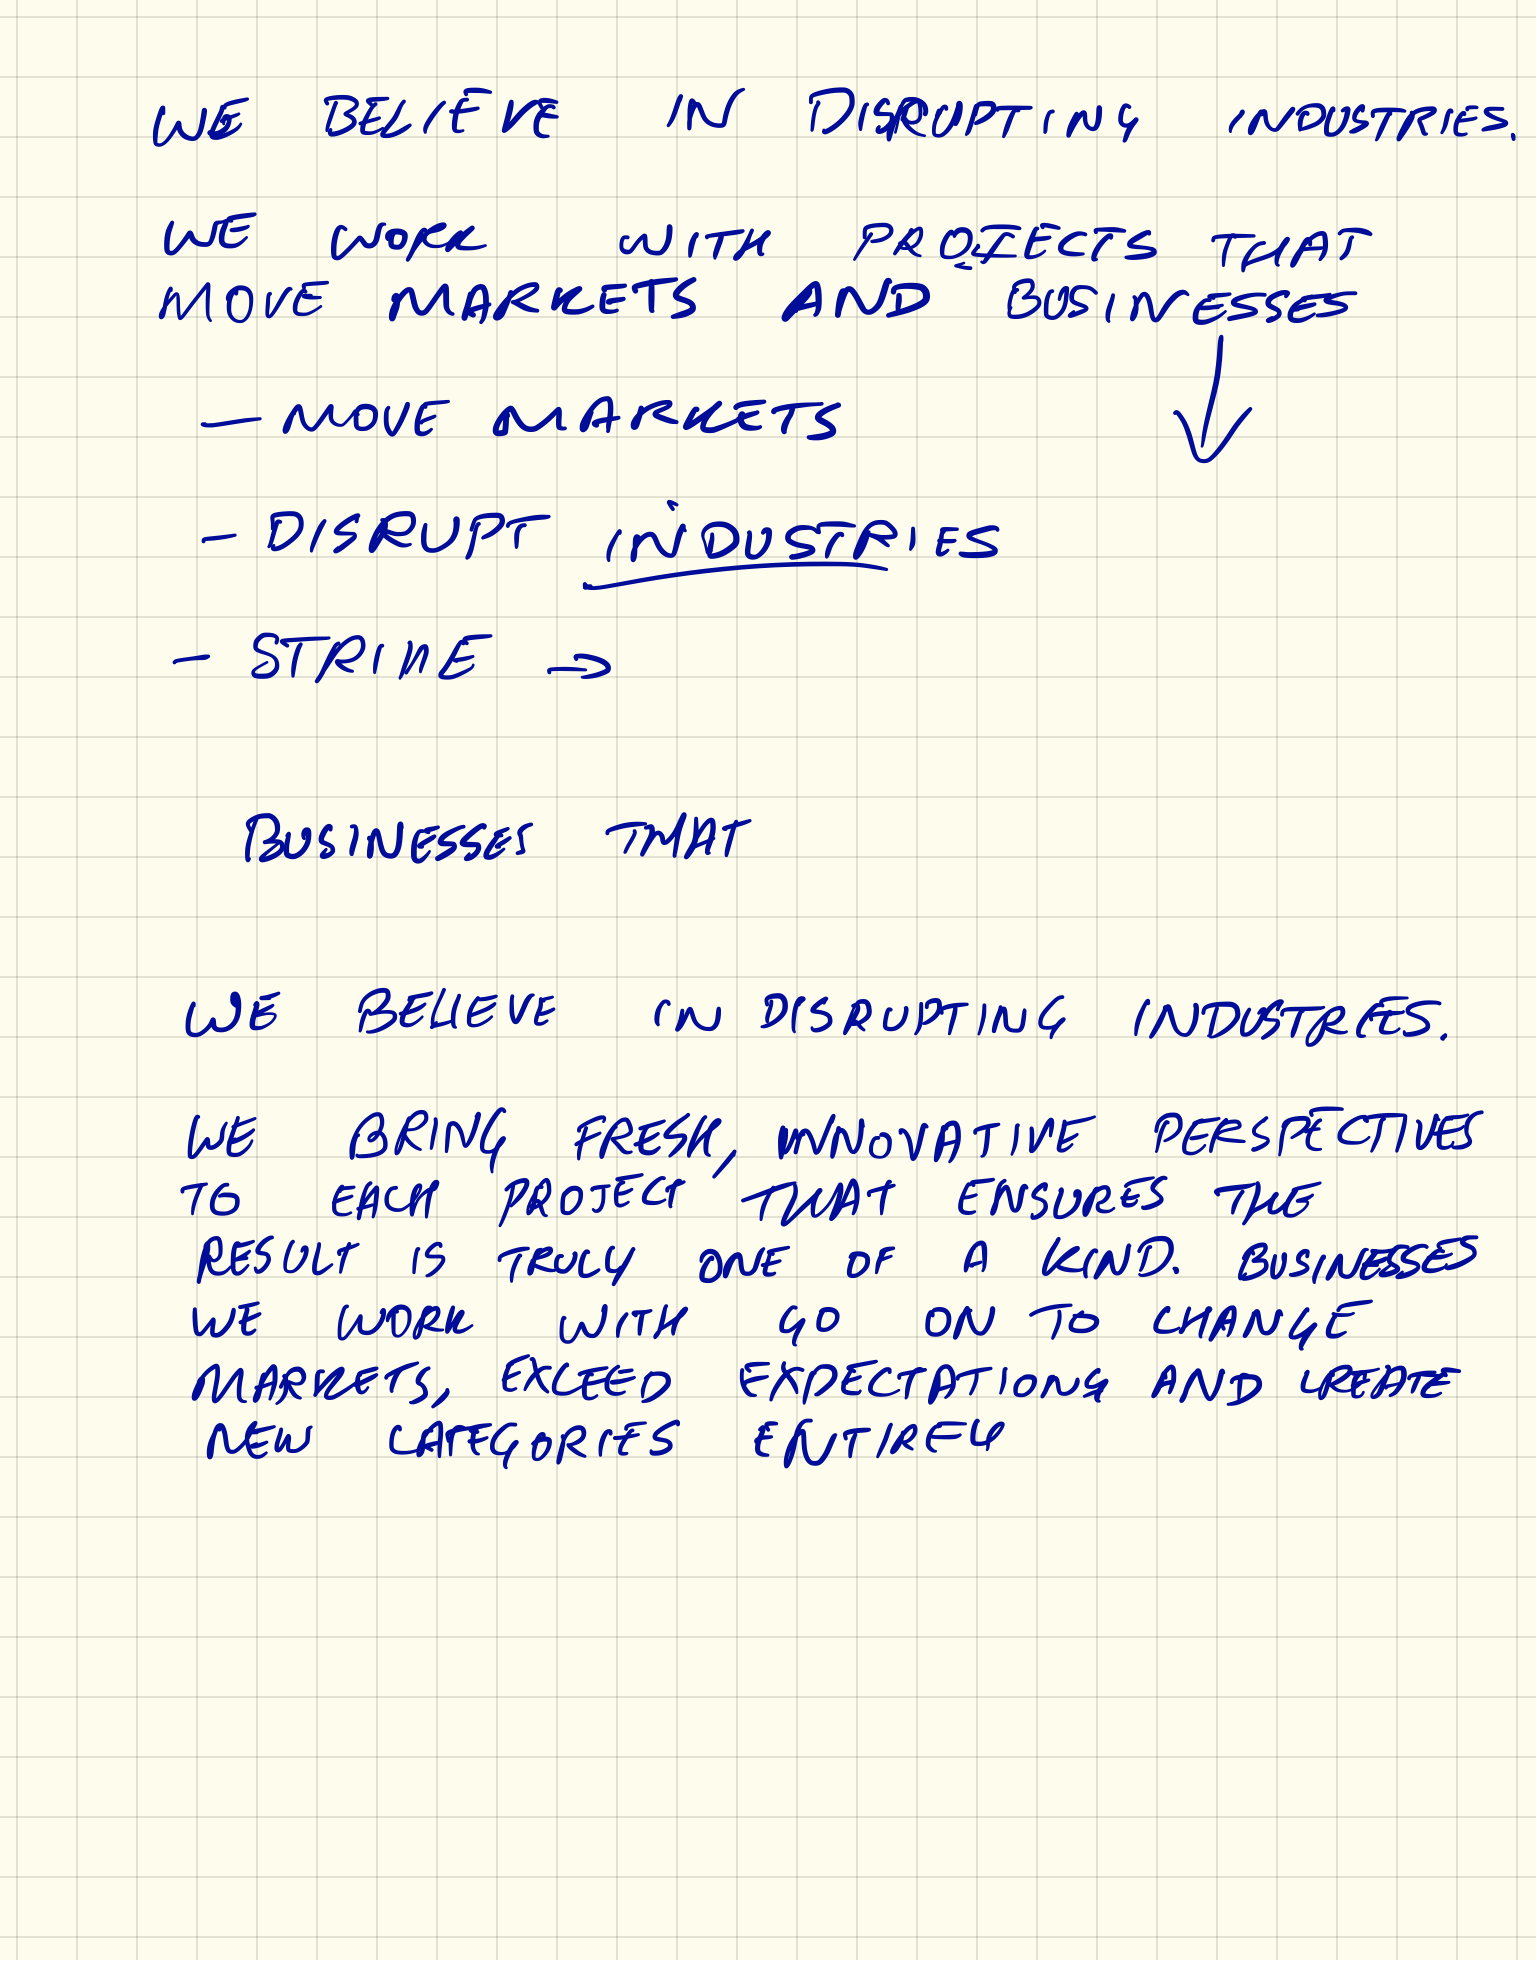 WE BELIEVE IN DISRUPTING INDUSTRIES.
WE WORK WITH PROJECTS THAT
MOVE MARKETS AND BUSINESSES
— MOVE MARKETS
- DISRUPT INDUSTRIES
- STRIKE →
BUSINESSES THAT
WE BELIEVE IN DISRUPTING INDUSTRIES.
WE BRING FRESH, INNOVATIVE PERSPECTIVES
TO EACH PROJECT THAT ENSURES THE
RESULT IS TRULY ONE OF A KIND. BUSINESSES
WE WORK WITH GO ON TO CHANGE
MARKETS, EXCEED EXPECTATIONS AND CREATE
NEW CATEGORIES ENTIREY